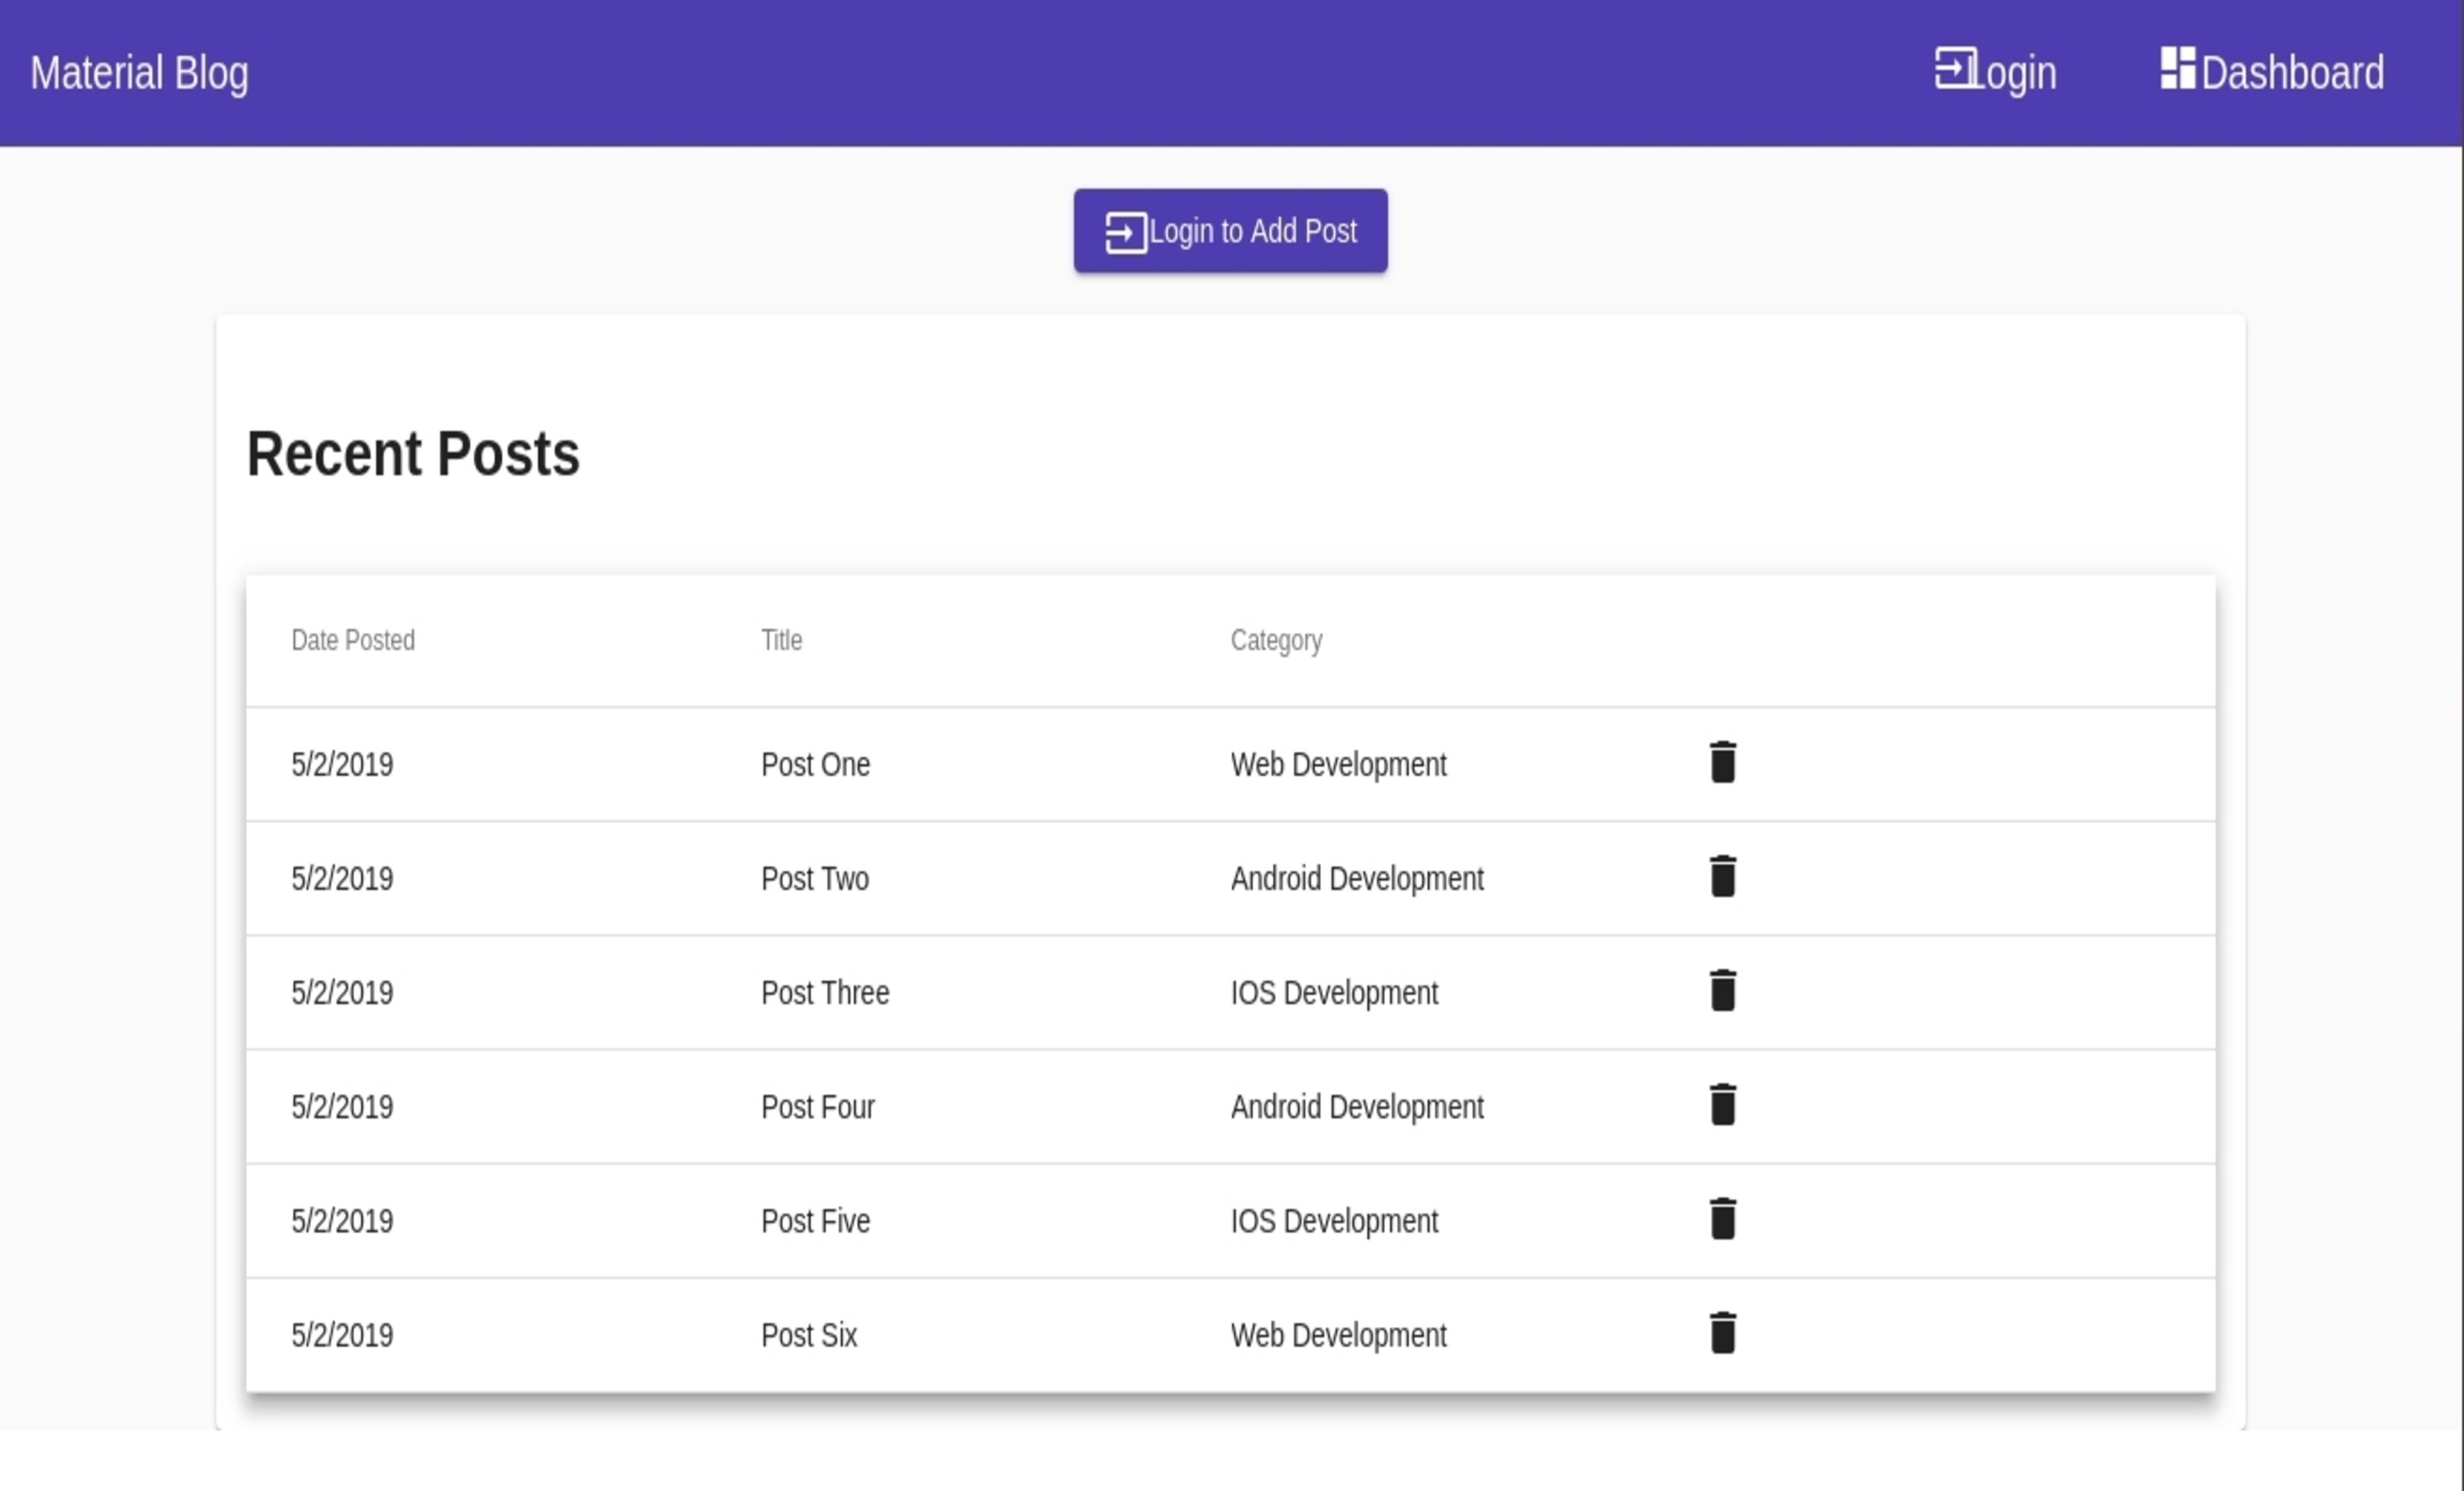 Material Blog Login Dashboard
Login to Add Post
Recent Posts
Date Posted Title Category
5/2/2019 Post One Web Development
5/2/2019 Post Two Android Development
5/2/2019 Post Three IOS Development
5/2/2019 Post Four Android Development
5/2/2019 Post Five IOS Development
5/2/2019 Post Six Web Development